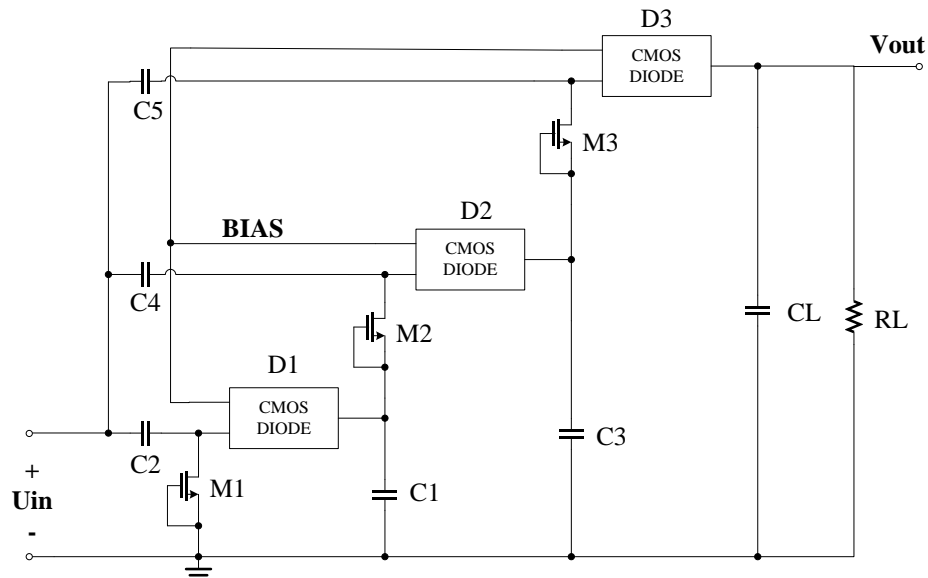 D3
CMOS
DIODE
Vout
C5
M3
D2
BIAS
CMOS
DIODE
C4
M2
CL
RL
D1
CMOS
DIODE
C2
C3
+
M1
C1
Uin
-